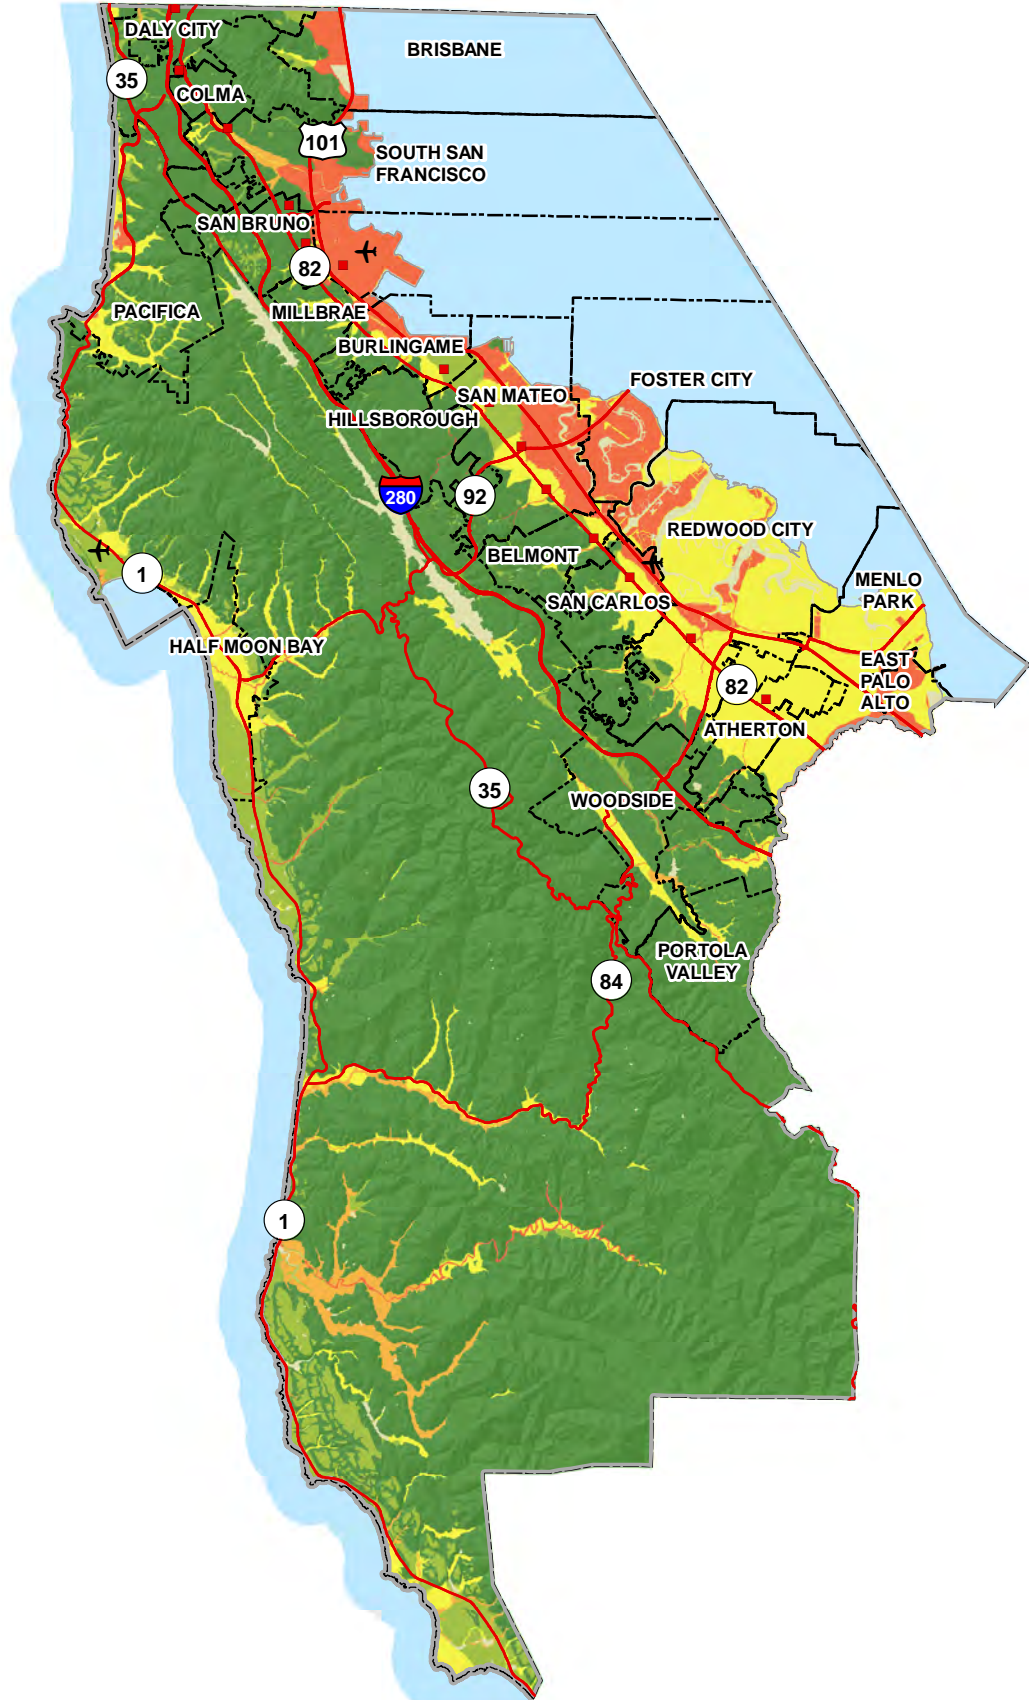 DALY CITY
BRISBANE
35
COLMA
101
SOUTH SAN
FRANCISCO
SAN BRUNO
82
PACIFICA
MILLBRAE
BURLINGAME
FOSTER CITY
SAN MATEO
HILLSBOROUGH
280
92
REDWOOD CITY
BELMONT
1
MENLO
PARK
SAN CARLOS
HALF MOON BAY
EAST
PALO
ALTO
82
ATHERTON
35
WOODSIDE
PORTOLA
VALLEY
84
1